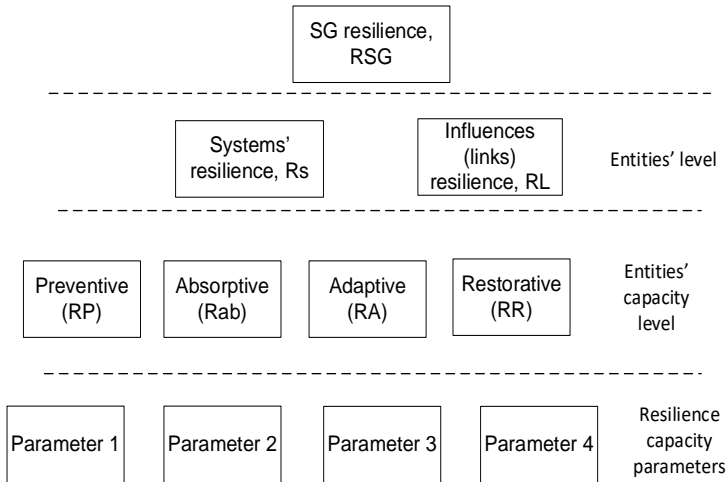 SG resilience,
RSG
Systems'
resilience, Rs
Influences
(links)
resilience, RL
Entities' level
Preventive
(RP)
Absorptive
(Rab)
Adaptive
(RA)
Restorative
(RR)
Entities'
capacity
level
Parameter 1
Parameter 2
Parameter 3
Parameter 4
Resilience
capacity
parameters